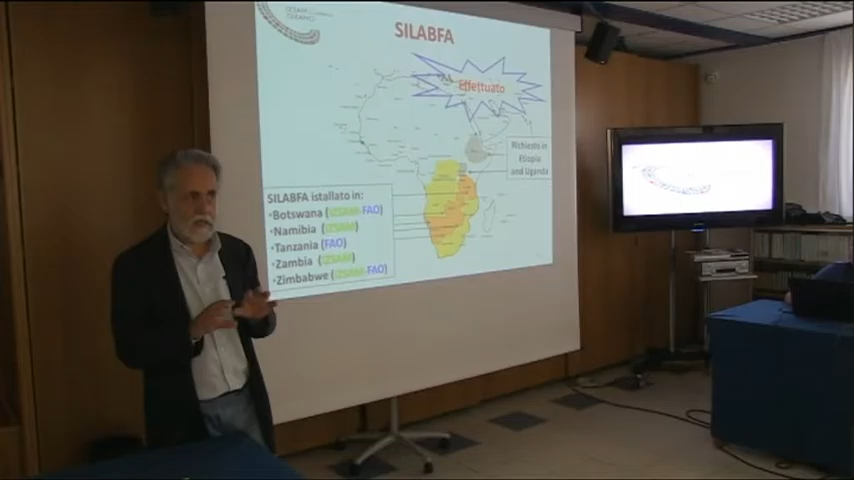 TERAMO
SILABFA
Effettuato
Richiesto in
Etiopia
and Uganda
SILABFA istallato in:
•Botswana (IZSAM-FAO)
•Namibia (IZSAM)
•Tanzania (FAO)
•Zambia (IZSAM)
•Zimbabwe (IZSAM-FAO)